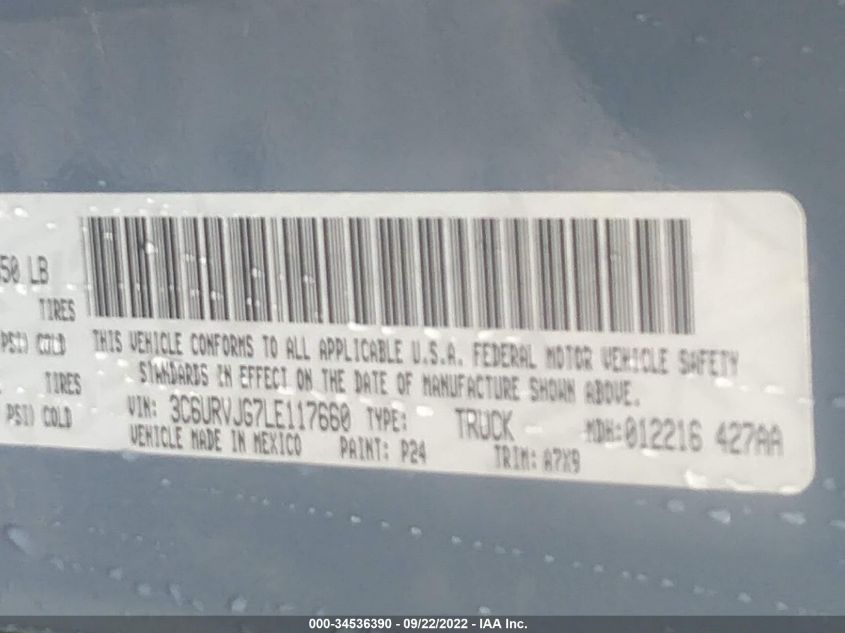 50 LB
TIRES
PSI) COLD
TIRES
PSI) COLD
THIS VEHICLE CONFORMS TO ALL APPLICABLE U.S.A. FEDERAL MOTOR VEHICLE SAFETY
STANDARDS IN EFFECT ON THE DATE OF MANUFACTURE SHOWN ABOVE.
VIN: 3C6URVJG7LE117660 TYPE: TRUCK MDH:012216 427AA
VEHICLE MADE IN MEXICO PAINT: P24 TRIM: A7X9
000-34536390 - 09/22/2022 - IAA Inc.